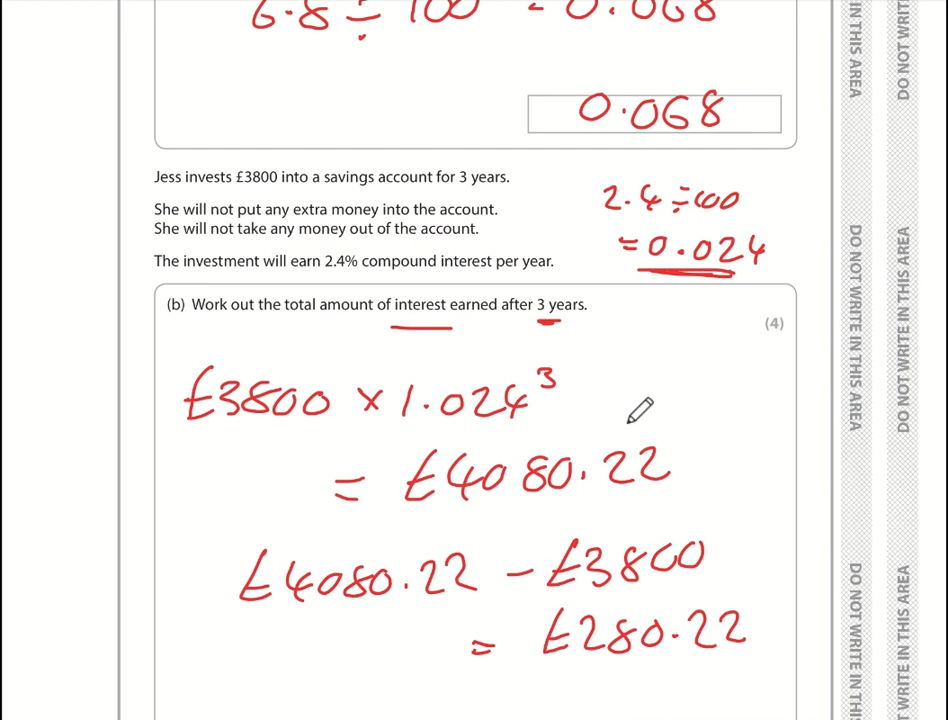 6.8 ÷ 100 = 0.068
0.068
Jess invests £3800 into a savings account for 3 years.
She will not put any extra money into the account.
She will not take any money out of the account.
The investment will earn 2.4% compound interest per year.
2.4 ÷ 100
= 0.024
(b) Work out the total amount of interest earned after 3 years.
(4)
£3800 × 1.024³
= £4080.22
£4080.22 − £3800
= £280.22
IN THIS AREA
DO NOT WRITE IN THIS AREA
DO NOT WRITE IN THI
DO NOT WRIT
DO NOT WRITE IN THIS AREA
T WRITE IN THIS AREA